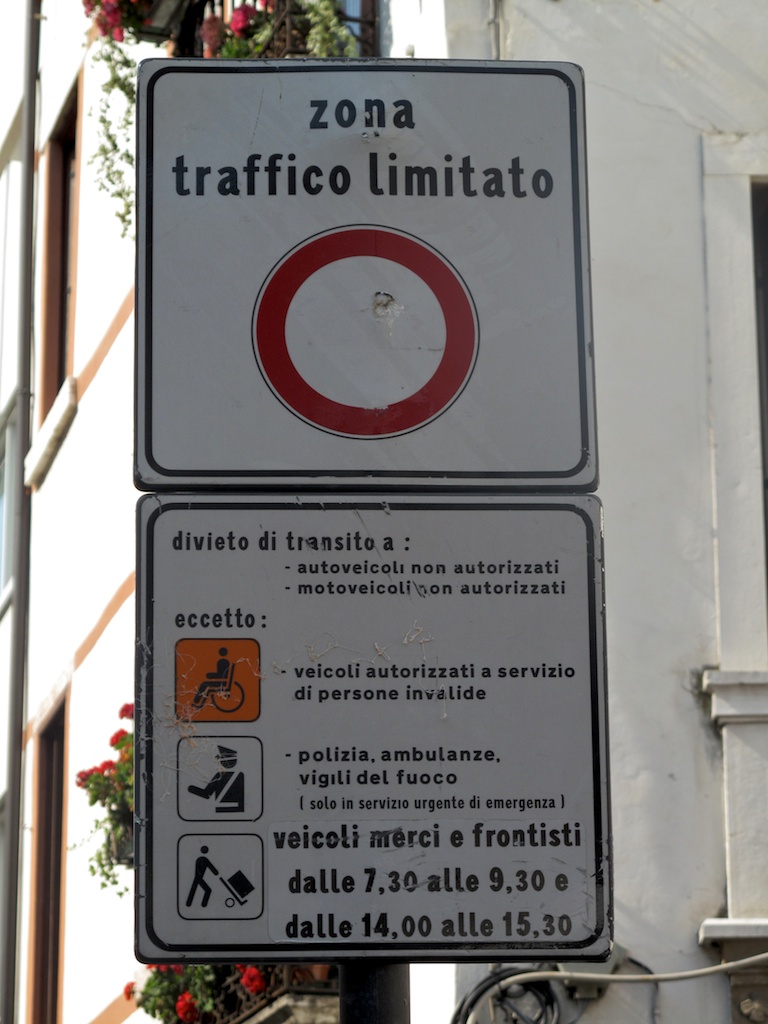 zona
traffico limitato
divieto di transito a :
- autoveicoli non autorizzati
- motoveicoli non autorizzati
eccetto :
- veicoli autorizzati a servizio
di persone invalide
- polizia, ambulanze,
vigili del fuoco
( solo in servizio urgente di emergenza )
veicoli merci e frontisti
dalle 7,30 alle 9,30 e
dalle 14,00 alle 15,30